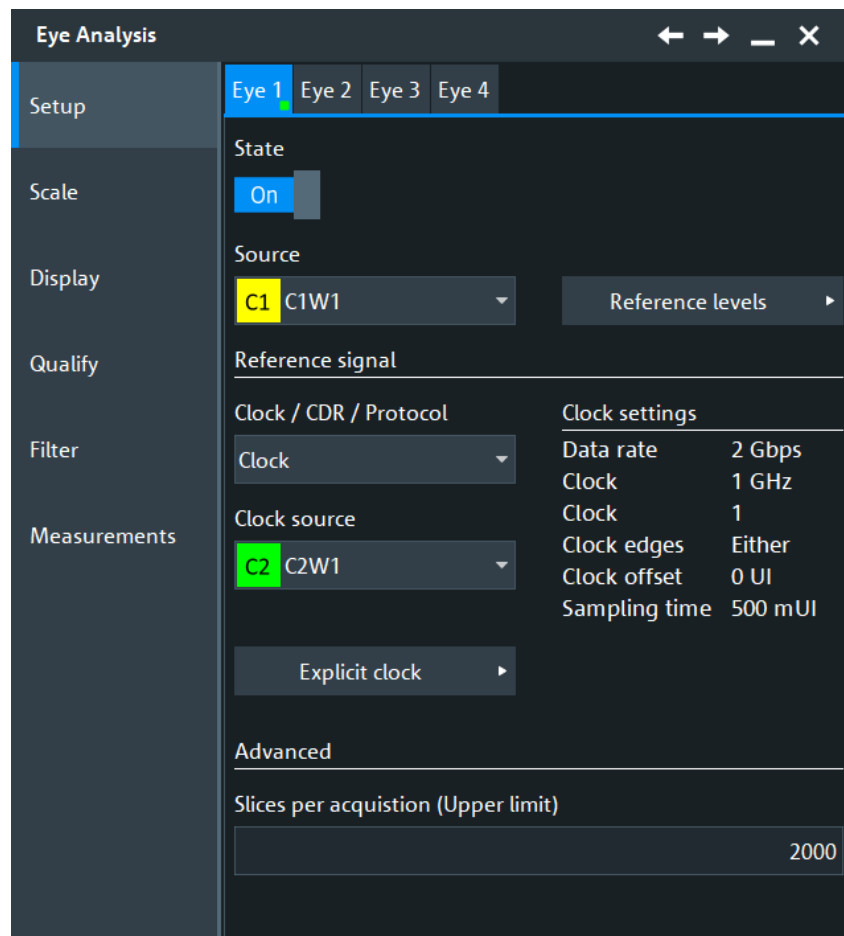 Eye Analysis
Setup
Scale
Display
Qualify
Filter
Measurements
Eye 1 Eye 2 Eye 3 Eye 4
State
On
Source
C1 C1W1
Reference levels
Reference signal
Clock / CDR / Protocol
Clock
Clock source
C2 C2W1
Explicit clock
Clock settings
Data rate 2 Gbps
Clock 1 GHz
Clock 1
Clock edges Either
Clock offset 0 UI
Sampling time 500 mUI
Advanced
Slices per acquistion (Upper limit)
2000